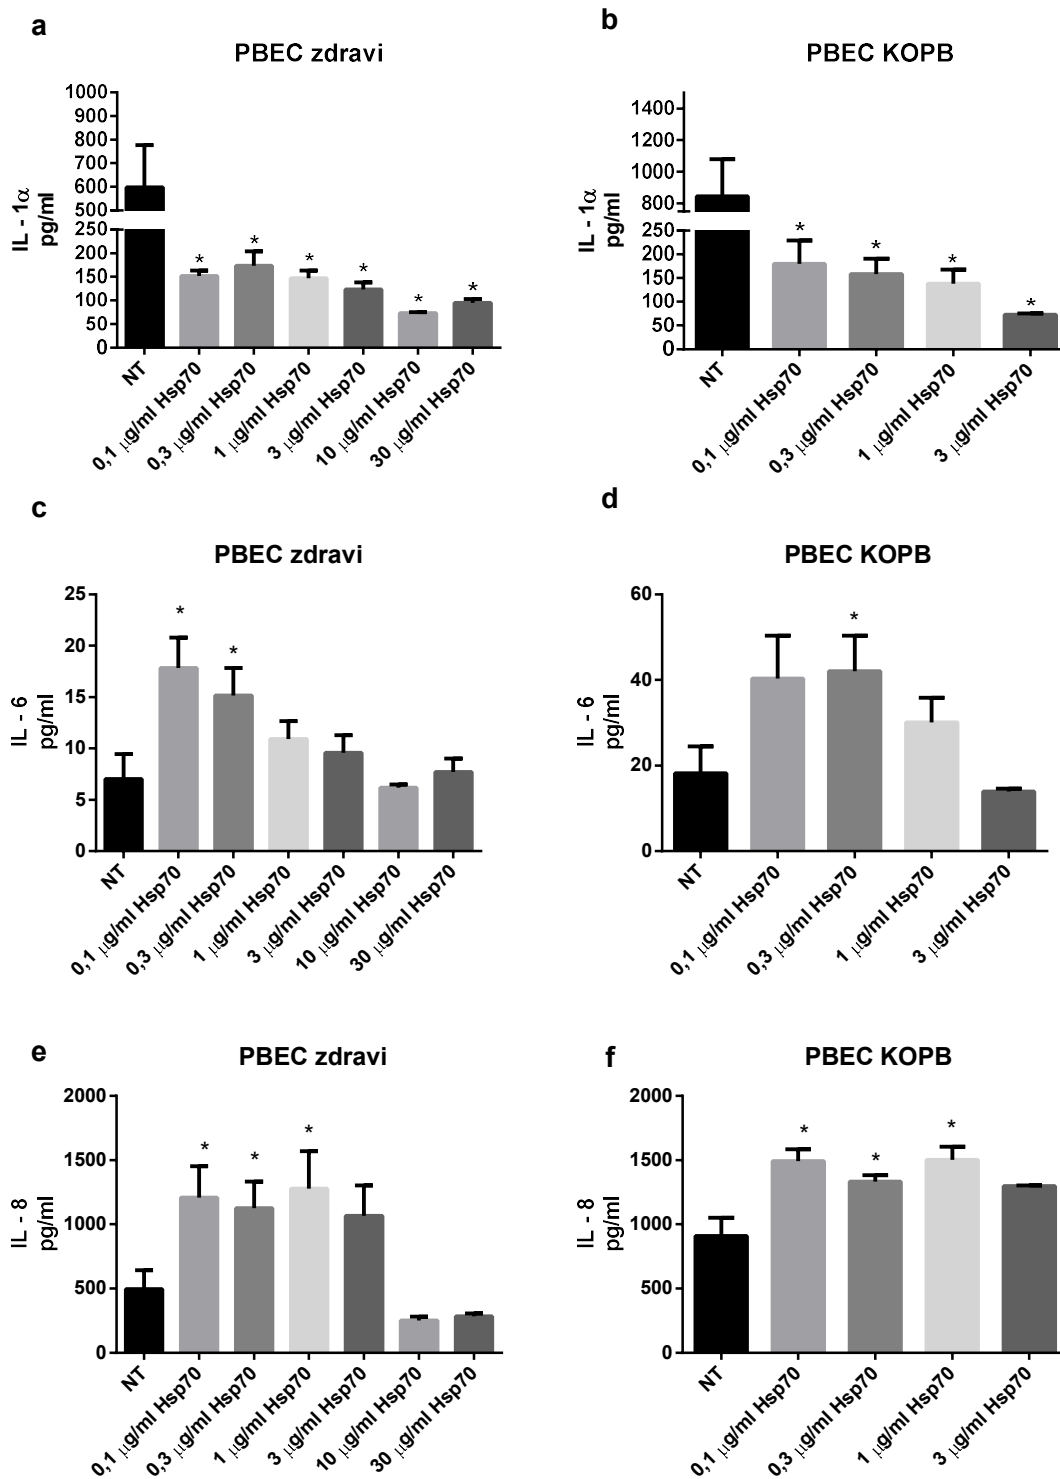 a
PBEC zdravi
IL - 1α
pg/ml
1000
900
800
700
600
500
250
200
150
100
50
0
* * * * * *
NT
0,1 µg/ml Hsp70
0,3 µg/ml Hsp70
1 µg/ml Hsp70
3 µg/ml Hsp70
10 µg/ml Hsp70
30 µg/ml Hsp70
b
PBEC KOPB
IL - 1α
pg/ml
1400
1200
1000
800
250
200
150
100
50
0
* * * *
NT
0,1 µg/ml Hsp70
0,3 µg/ml Hsp70
1 µg/ml Hsp70
3 µg/ml Hsp70
c
PBEC zdravi
IL - 6
pg/ml
25
20
15
10
5
0
* *
NT
0,1 µg/ml Hsp70
0,3 µg/ml Hsp70
1 µg/ml Hsp70
3 µg/ml Hsp70
10 µg/ml Hsp70
30 µg/ml Hsp70
d
PBEC KOPB
IL - 6
pg/ml
60
40
20
0
*
NT
0,1 µg/ml Hsp70
0,3 µg/ml Hsp70
1 µg/ml Hsp70
3 µg/ml Hsp70
e
PBEC zdravi
IL - 8
pg/ml
2000
1500
1000
500
0
* * *
NT
0,1 µg/ml Hsp70
0,3 µg/ml Hsp70
1 µg/ml Hsp70
3 µg/ml Hsp70
10 µg/ml Hsp70
30 µg/ml Hsp70
f
PBEC KOPB
IL - 8
pg/ml
2000
1500
1000
500
0
* * *
NT
0,1 µg/ml Hsp70
0,3 µg/ml Hsp70
1 µg/ml Hsp70
3 µg/ml Hsp70